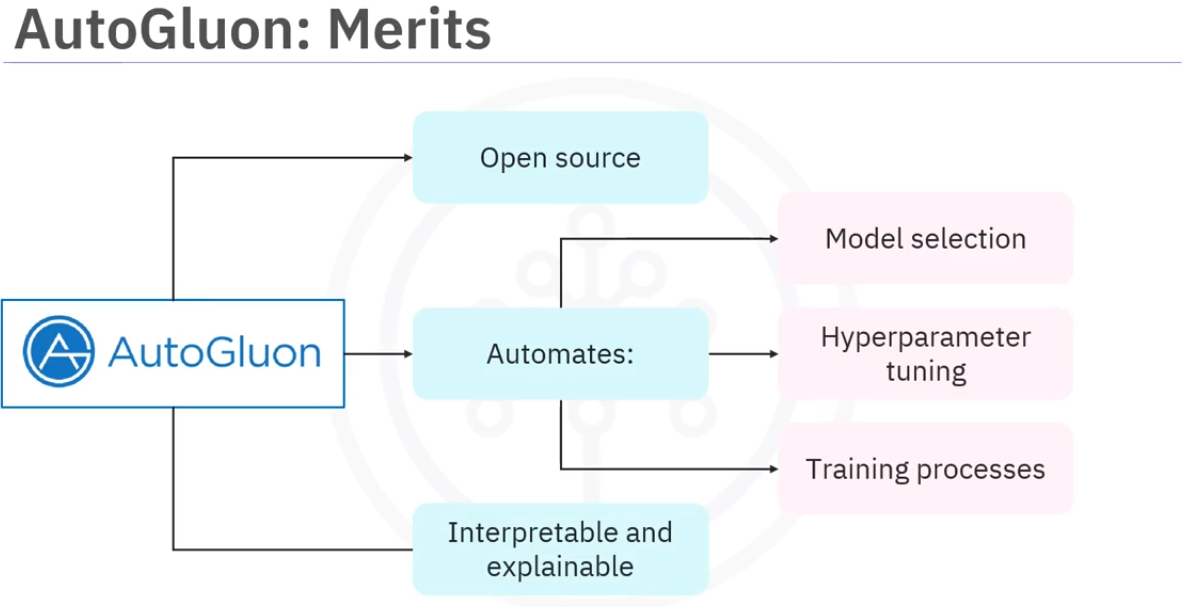 AutoGluon: Merits
Open source
Model selection
AutoGluon
Automates:
Hyperparameter
tuning
Training processes
Interpretable and
explainable